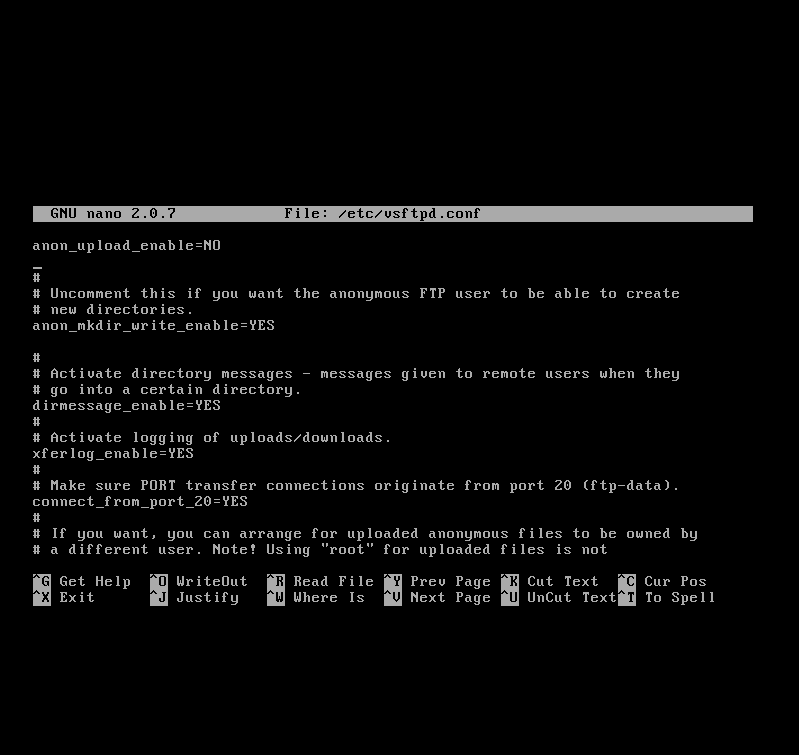 GNU nano 2.0.7 File: /etc/vsftpd.conf
anon_upload_enable=NO
#
# Uncomment this if you want the anonymous FTP user to be able to create
# new directories.
anon_mkdir_write_enable=YES
#
# Activate directory messages - messages given to remote users when they
# go into a certain directory.
dirmessage_enable=YES
#
# Activate logging of uploads/downloads.
xferlog_enable=YES
#
# Make sure PORT transfer connections originate from port 20 (ftp-data).
connect_from_port_20=YES
#
# If you want, you can arrange for uploaded anonymous files to be owned by
# a different user. Note! Using "root" for uploaded files is not
^G Get Help ^O WriteOut ^R Read File ^Y Prev Page ^K Cut Text ^C Cur Pos
^X Exit ^J Justify ^W Where Is ^V Next Page ^U UnCut Text ^T To Spell